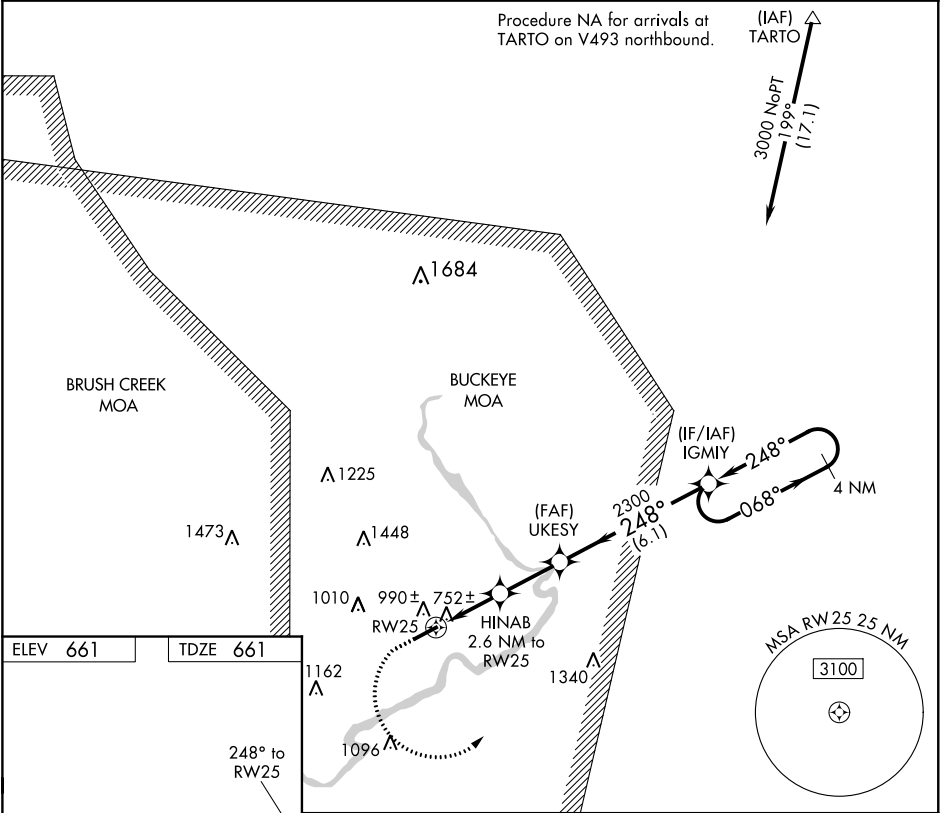 Procedure NA for arrivals at
TARTO on V493 northbound.
(IAF)
TARTO
3000 NoPT
199°
(17.1)
1684
BRUSH CREEK
MOA
BUCKEYE
MOA
(IF/IAF)
IGMIY
248°
068°
4 NM
1225
2300
248°
(6.1)
(FAF)
UKESY
1473
1448
1010
990±
752±
RW25
HINAB
2.6 NM to
RW25
1340
MSA RW25 25 NM
3100
ELEV 661
TDZE 661
1162
1096
248° to
RW25